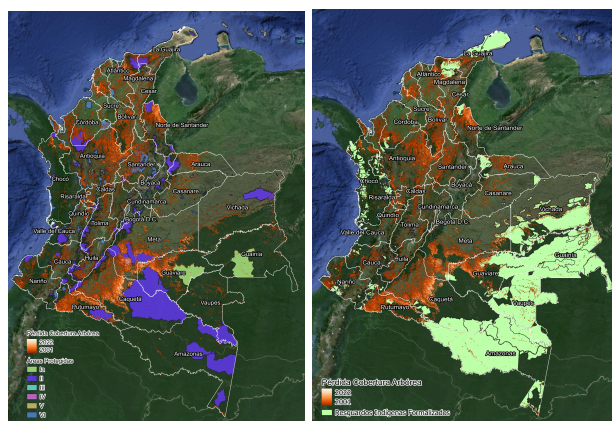 La Guajira
Atlántico
Magdalena
Cesar
Sucre
Bolívar
Córdoba
Norte de Santander
Antioquia
Santander
Arauca
Chocó
Boyacá
Caldas
Risaralda
Casanare
Cundinamarca
Quindío
Bogotá D.C.
Vichada
Tolima
Valle del Cauca
Meta
Guainía
Huila
Cauca
Guaviare
Nariño
Caquetá
Vaupés
Putumayo
Amazonas
Pérdida Cobertura Arbórea
2022
2001
Áreas Protegidas
Ia
II
III
IV
V
VI
La Guajira
Atlántico
Magdalena
Cesar
Sucre
Bolívar
Córdoba
Norte de Santander
Antioquia
Santander
Arauca
Chocó
Boyacá
Caldas
Risaralda
Casanare
Cundinamarca
Quindío
Bogotá D.C.
Vichada
Tolima
Valle del Cauca
Meta
Guainía
Huila
Cauca
Guaviare
Nariño
Caquetá
Vaupés
Putumayo
Amazonas
Pérdida Cobertura Arbórea
2022
2001
Resguardos Indígenas Formalizados